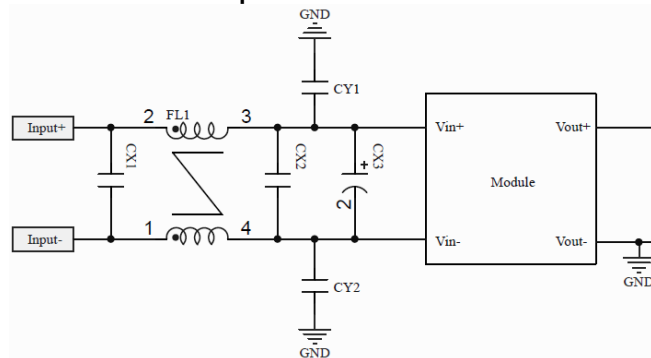 GND
CY1
Input+
2
FL1
3
Vin+
Vout+
CX1
CX2
CX3
+
2
Module
Input-
1
4
Vin-
Vout-
GND
CY2
GND